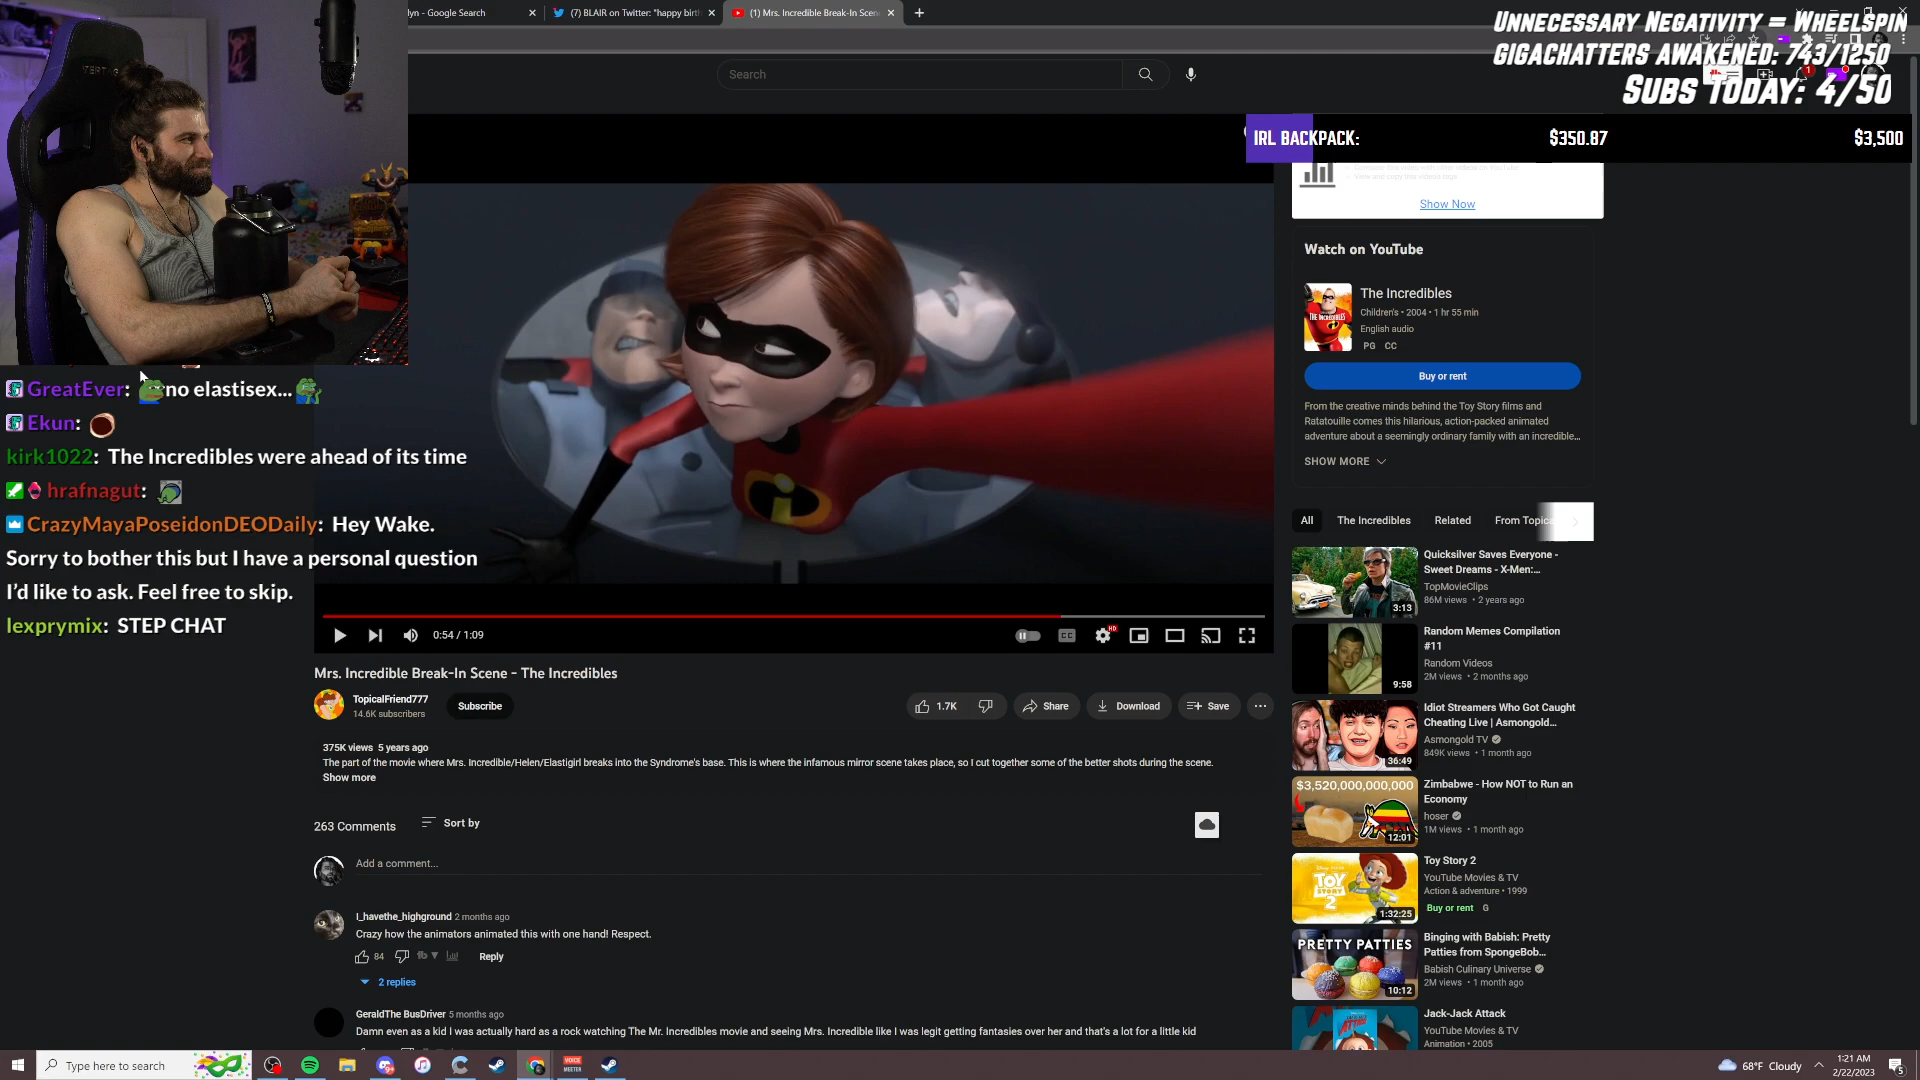 lyn - Google Search
(7) BLAIR on Twitter: "happy birt
(1) Mrs. Incredible Break-In Scen
Unnecessary Negativity = Wheelspin
GIGACHATTERS AWAKENED: 743/1250
Subs Today: 4/50
Search
IRL BACKPACK:
$350.87
$3,500
View and copy this videos tags
Show Now
Watch on YouTube
The Incredibles
Children's • 2004 • 1 hr 55 min
English audio
PG CC
Buy or rent
From the creative minds behind the Toy Story films and
Ratatouille comes this hilarious, action-packed animated
adventure about a seemingly ordinary family with an incredible...
SHOW MORE
GreatEver: no elastisex...
Ekun:
kirk1022: The Incredibles were ahead of its time
hrafnagut:
CrazyMayaPoseidonDEODaily: Hey Wake.
Sorry to bother this but I have a personal question
I'd like to ask. Feel free to skip.
lexprymix: STEP CHAT
0:54 / 1:09
Mrs. Incredible Break-In Scene - The Incredibles
TopicalFriend777
14.6K subscribers
Subscribe
1.7K
Share
Download
Save
375K views 5 years ago
The part of the movie where Mrs. Incredible/Helen/Elastigirl breaks into the Syndrome's base. This is where the infamous mirror scene takes place, so I cut together some of the better shots during the scene.
Show more
263 Comments
Sort by
Add a comment...
I_havethe_highground 2 months ago
Crazy how the animators animated this with one hand! Respect.
84
Reply
2 replies
GeraldThe BusDriver 5 months ago
Damn even as a kid I was actually hard as a rock watching The Mr. Incredibles movie and seeing Mrs. Incredible like I was legit getting fantasies over her and that's a lot for a little kid
All
The Incredibles
Related
From Topica
Quicksilver Saves Everyone -
Sweet Dreams - X-Men:...
TopMovieClips
86M views • 2 years ago
3:13
Random Memes Compilation
#11
Random Videos
2M views • 2 months ago
9:58
Idiot Streamers Who Got Caught
Cheating Live | Asmongold...
Asmongold TV
849K views • 1 month ago
36:49
$3,520,000,000,000
Zimbabwe - How NOT to Run an
Economy
hoser
1M views • 1 month ago
12:01
Toy Story 2
YouTube Movies & TV
Action & adventure • 1999
Buy or rent G
TOY STORY 2
1:32:25
PRETTY PATTIES
Binging with Babish: Pretty
Patties from SpongeBob...
Babish Culinary Universe
2M views • 1 month ago
10:12
Jack-Jack Attack
YouTube Movies & TV
Animation • 2005
Type here to search
68°F Cloudy
1:21 AM
2/22/2023
5